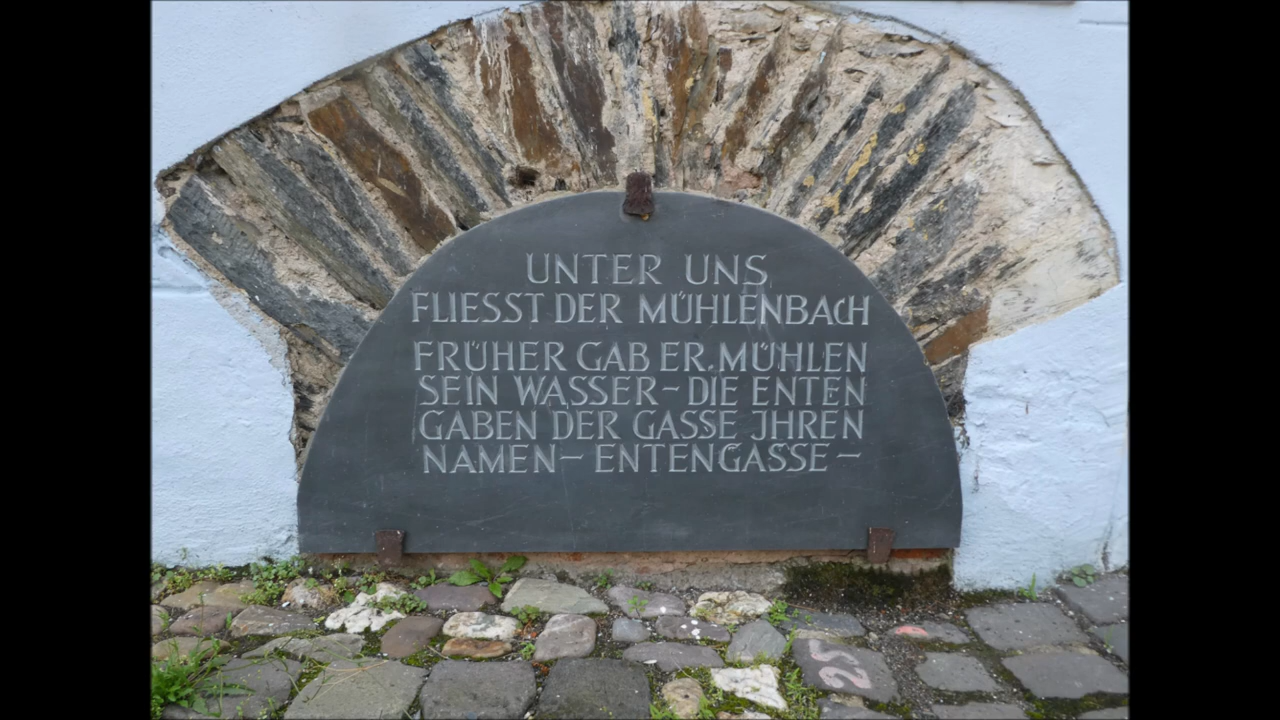 UNTER UNS
FLIESST DER MÜHLENBACH
FRÜHER GAB ER. MÜHLEN
SEIN WASSER – DIE ENTEN
GABEN DER GASSE JHREN
NAMEN – ENTENGASSE –
25